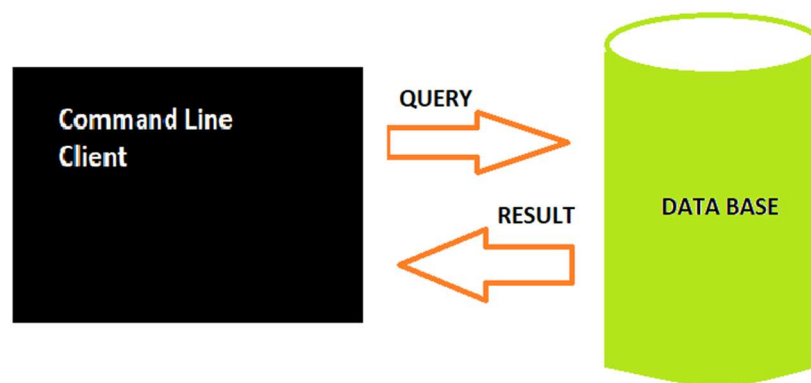 Command Line
Client
QUERY
RESULT
DATA BASE